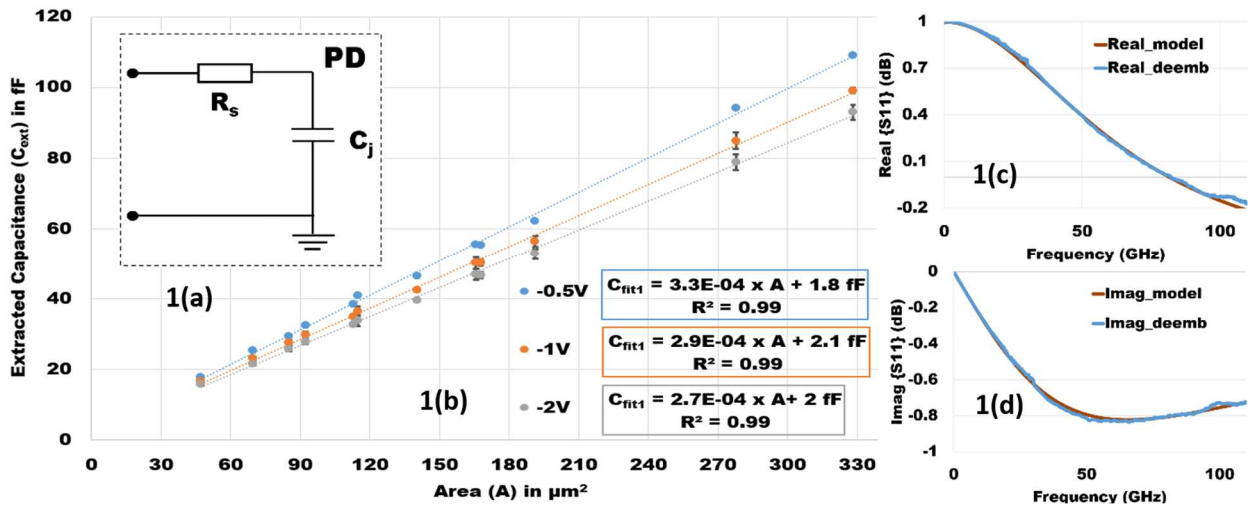 120
100
80
60
40
20
0
Extracted Capacitance (Cext) in fF
PD
Rs
Cj
1(a)
1(b)
-0.5V
-1V
-2V
Cfit1 = 3.3E-04 x A + 1.8 fF
R² = 0.99
Cfit1 = 2.9E-04 x A + 2.1 fF
R² = 0.99
Cfit1 = 2.7E-04 x A+ 2 fF
R² = 0.99
0 30 60 90 120 150 180 210 240 270 300 330
Area (A) in µm²
1
0.7
0.4
0.1
-0.2
Real {S11} (dB)
Real_model
Real_deemb
1(c)
0 50 100
Frequency (GHz)
0
-0.2
-0.4
-0.6
-0.8
-1
Imag {S11} (dB)
Imag_model
Imag_deemb
1(d)
0 50 100
Frequency (GHz)